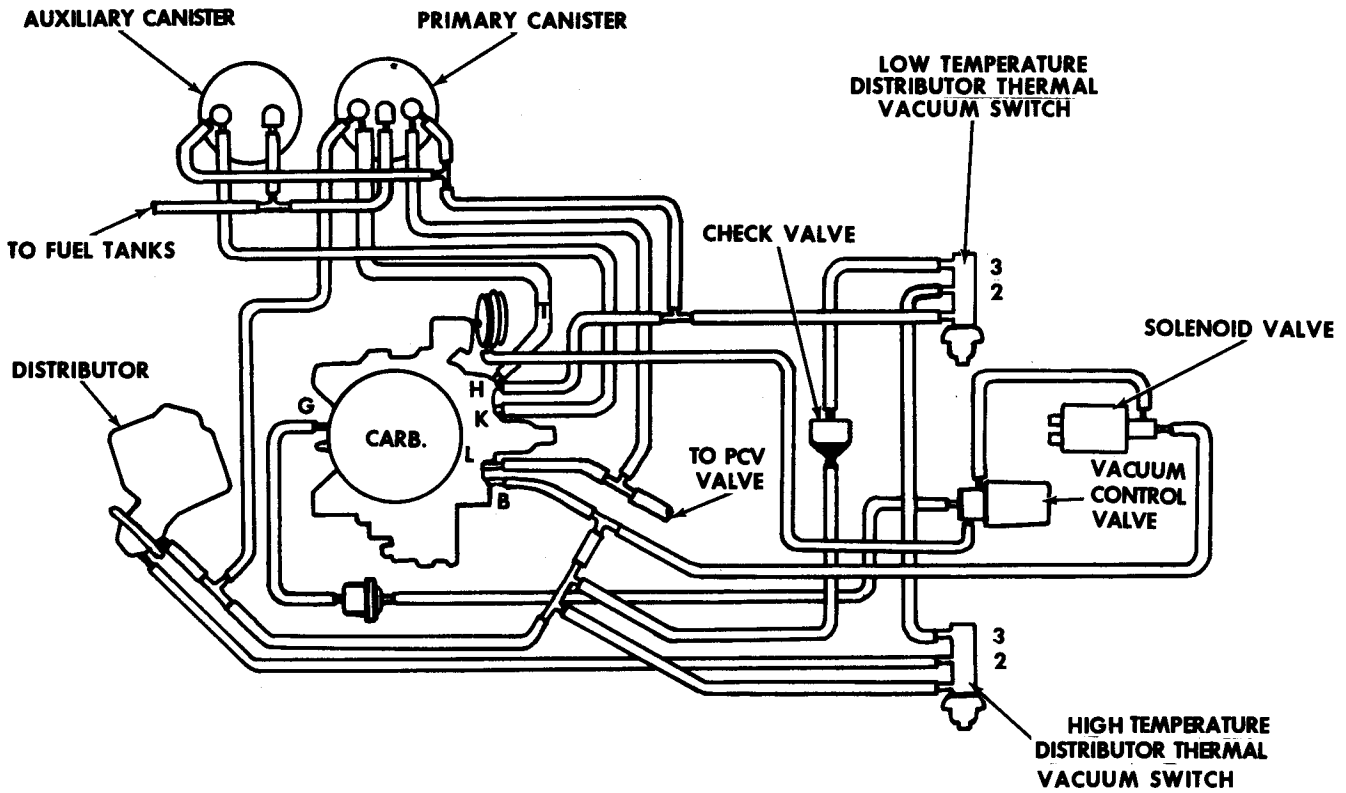 AUXILIARY CANISTER
PRIMARY CANISTER
LOW TEMPERATURE
DISTRIBUTOR THERMAL
VACUUM SWITCH
TO FUEL TANKS
CHECK VALVE
3
2
SOLENOID VALVE
DISTRIBUTOR
G
H
K
CARB.
L
B
TO PCV
VALVE
VACUUM
CONTROL
VALVE
3
2
HIGH TEMPERATURE
DISTRIBUTOR THERMAL
VACUUM SWITCH